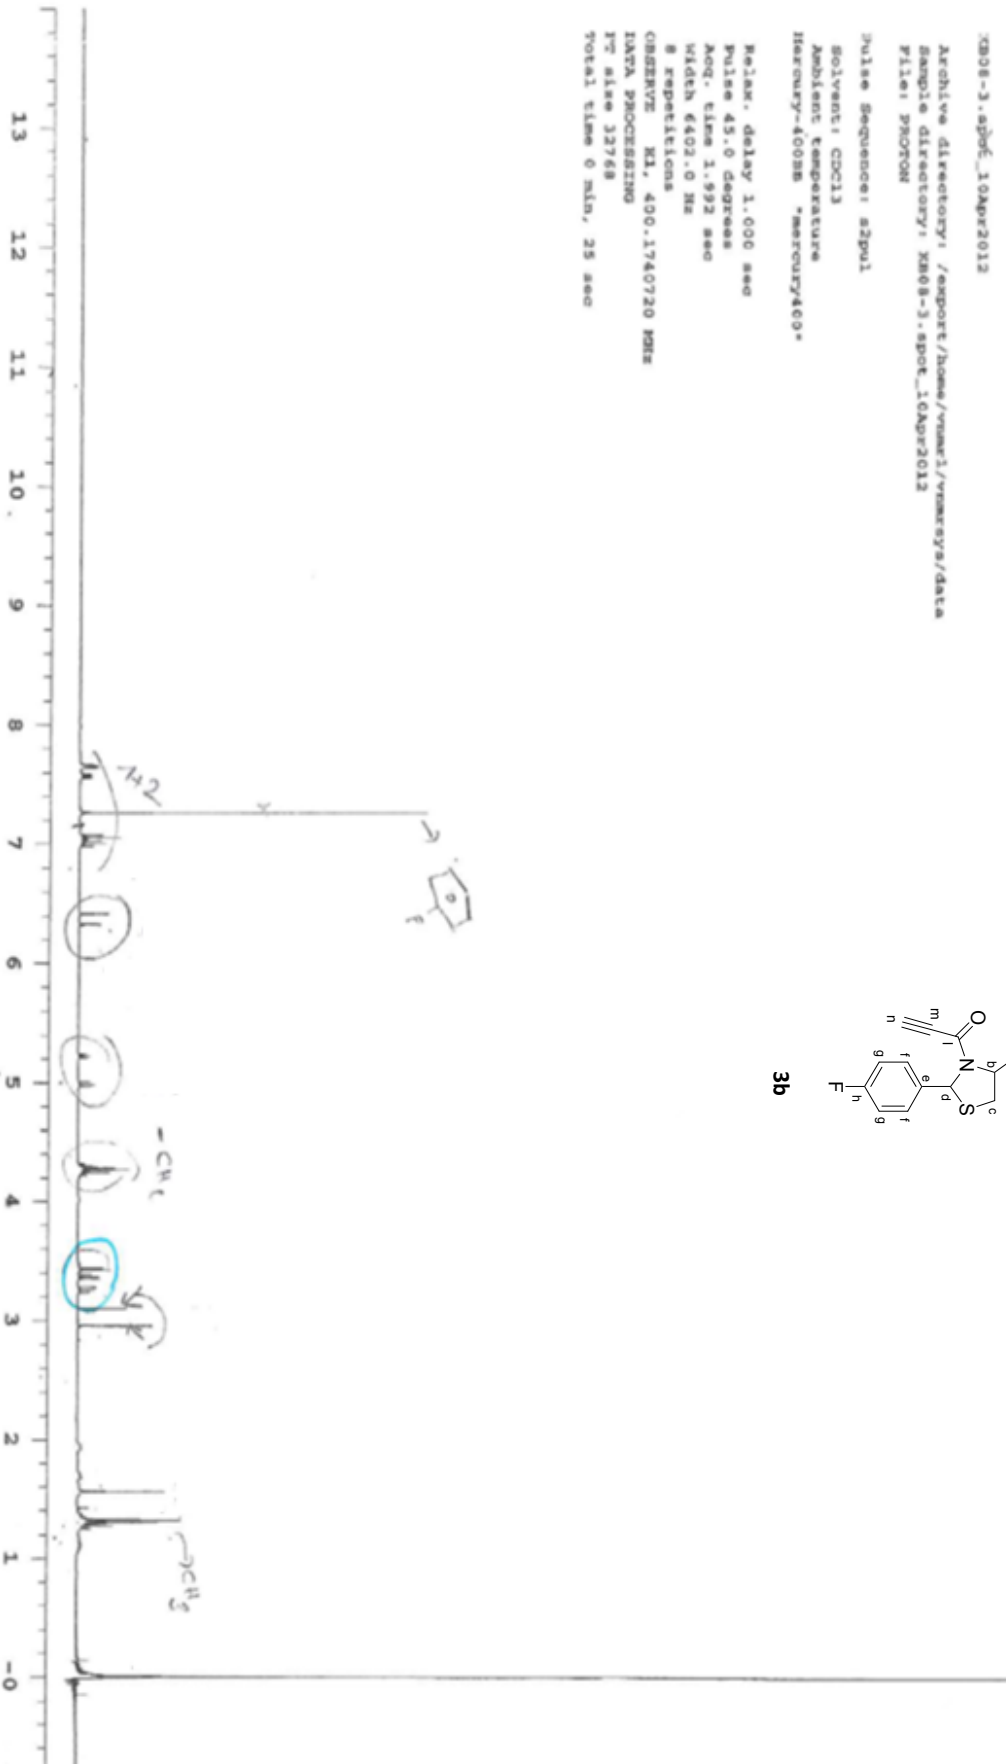 XB08-3.spot_10Apr2012
Archive directory: /export/home/vnmr1/vnmrsys/data
Sample directory: XB08-3.spot_10Apr2012
File: PROTON
Pulse Sequence: s2pul
Solvent: CDCl3
Ambient temperature
Mercury-400BB "mercury400"
Relax. delay 1.000 sec
Pulse 45.0 degrees
Acq. time 1.992 sec
Width 6402.0 Hz
8 repetitions
OBSERVE H1, 400.1740720 MHz
DATA PROCESSING
FT size 32768
Total time 0 min, 25 sec
O
b
c
m
n
l
N
S
d
e
f
f
g
g
h
F
3b
F
CH3
13 12 11 10 9 8 7 6 5 4 3 2 1 -0